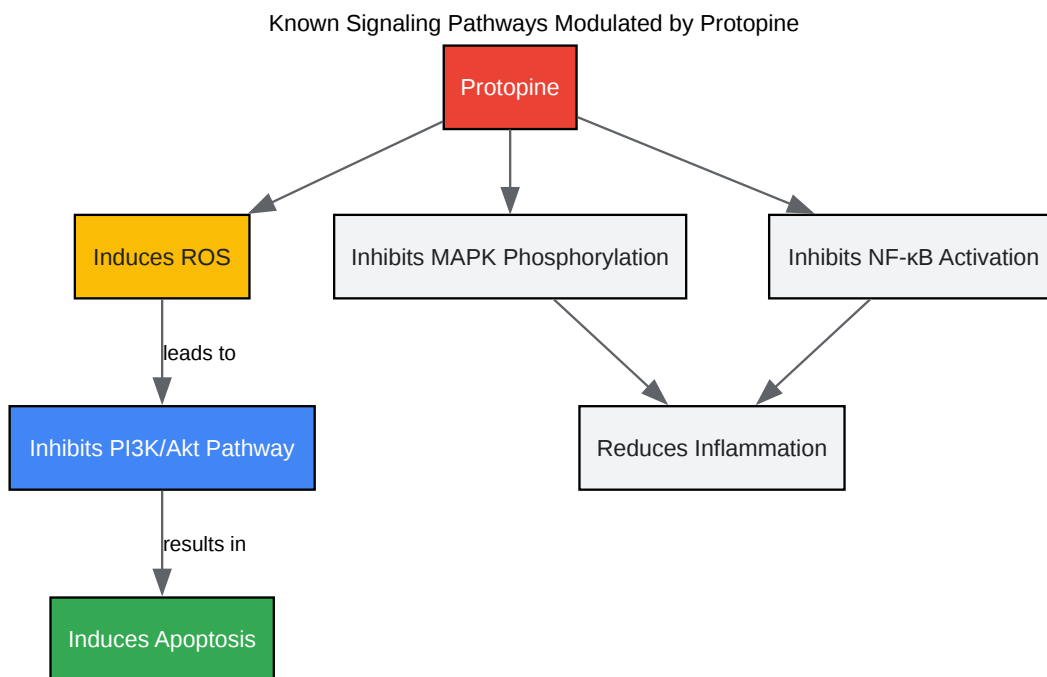 Known Signaling Pathways Modulated by Protopine
Protopine
Induces ROS
Inhibits MAPK Phosphorylation
Inhibits NF-κB Activation
leads to
Inhibits PI3K/Akt Pathway
Reduces Inflammation
results in
Induces Apoptosis